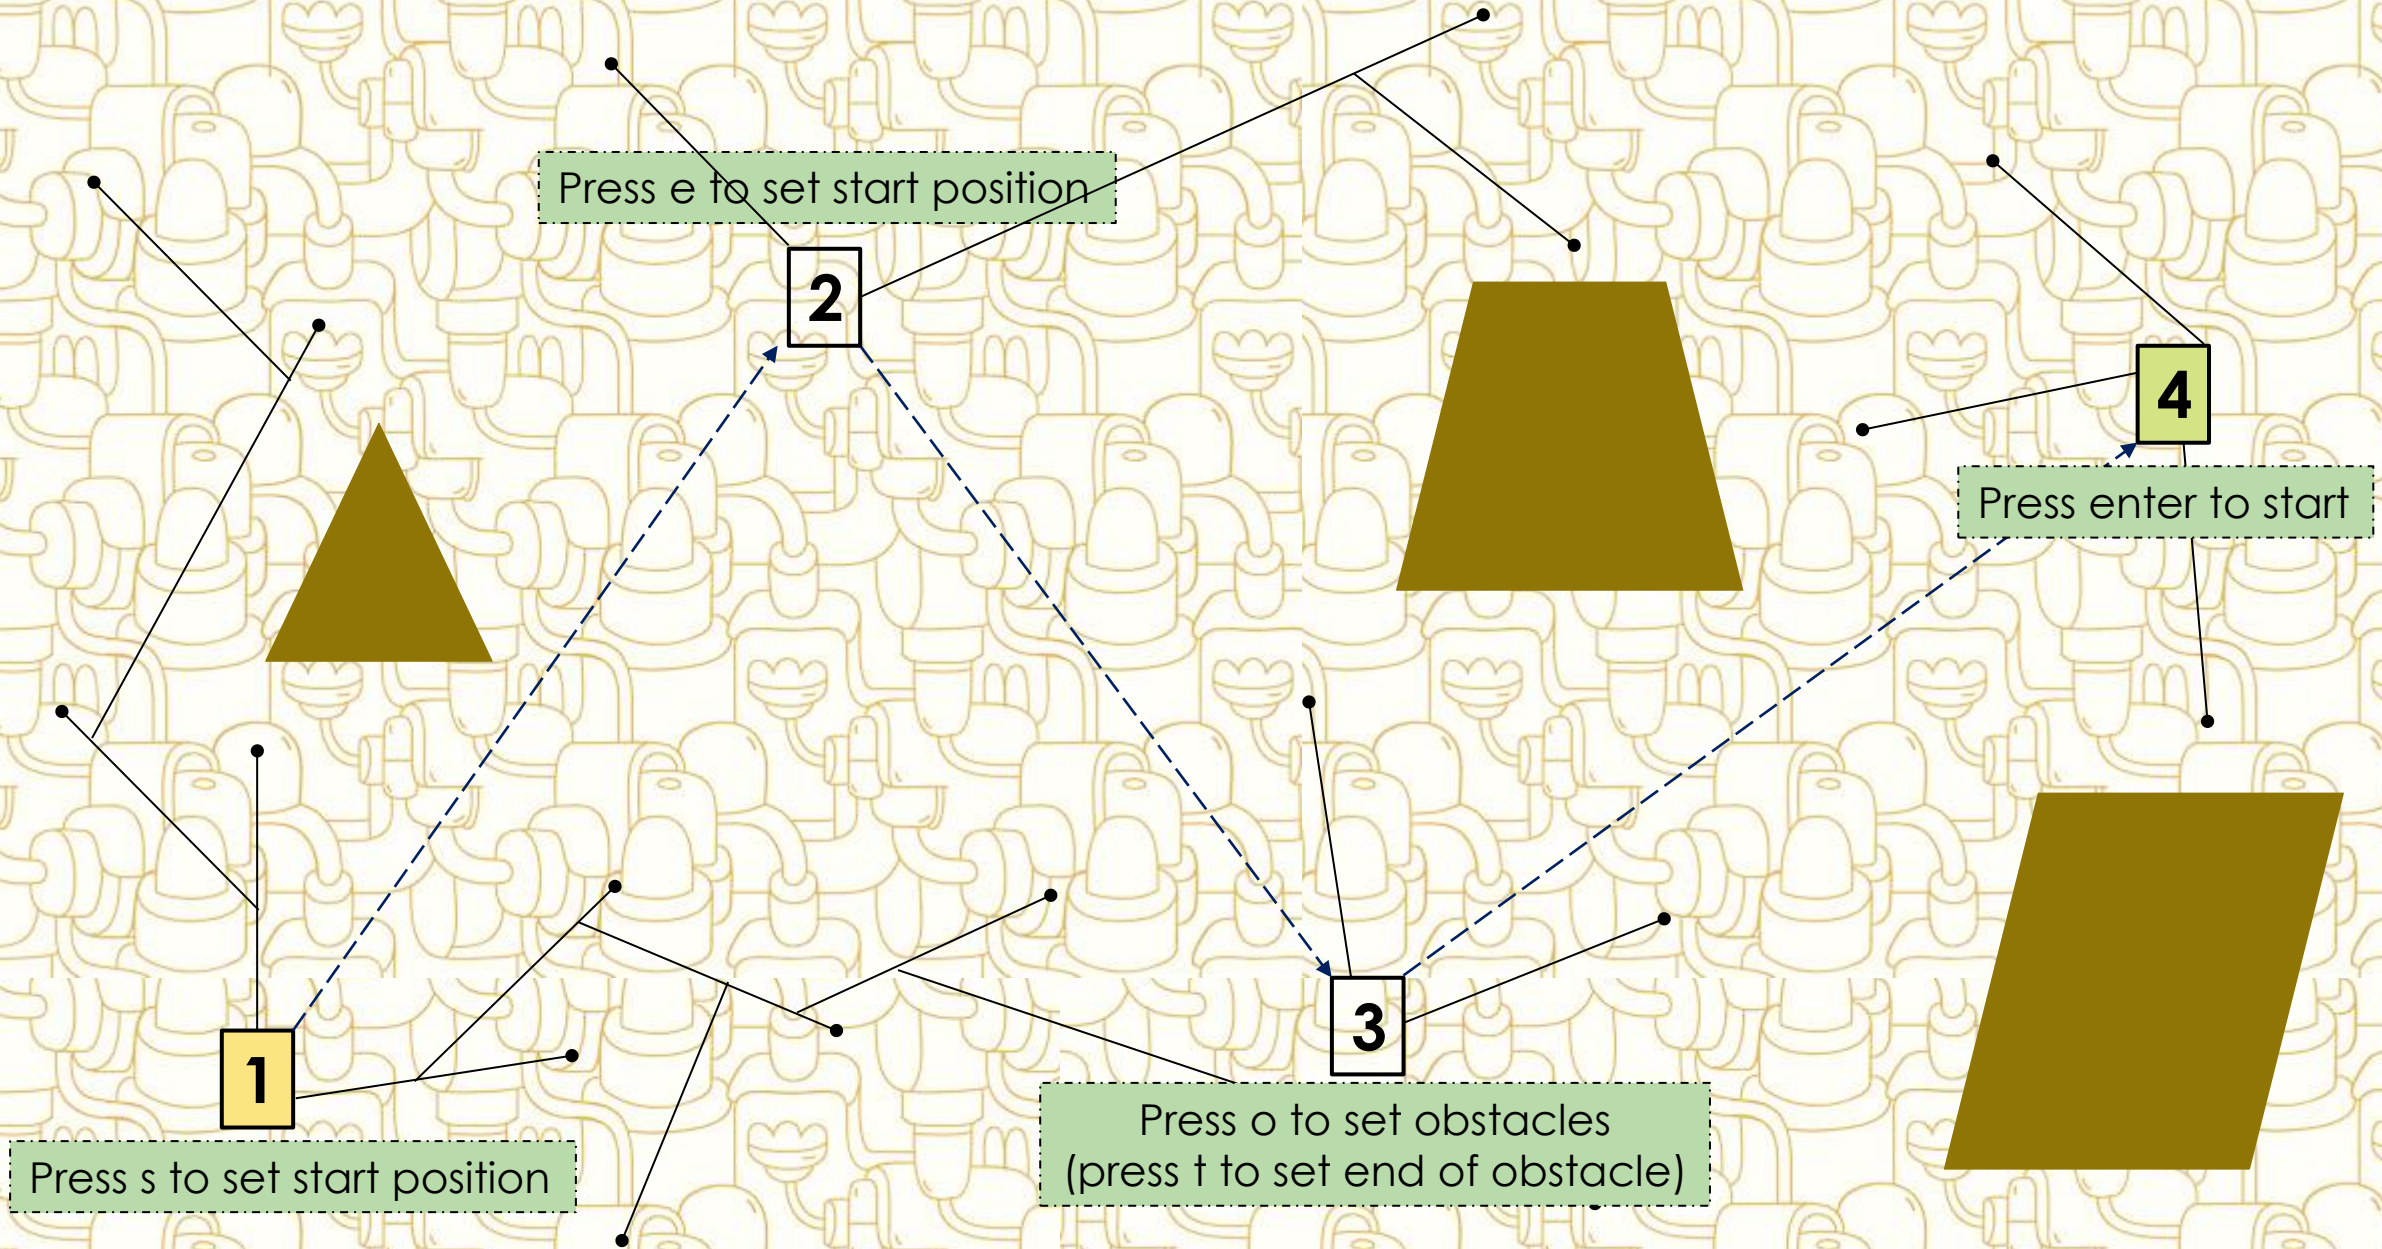 Press e to set start position
2
4
Press enter to start
3
1
Press o to set obstacles
(press t to set end of obstacle)
Press s to set start position